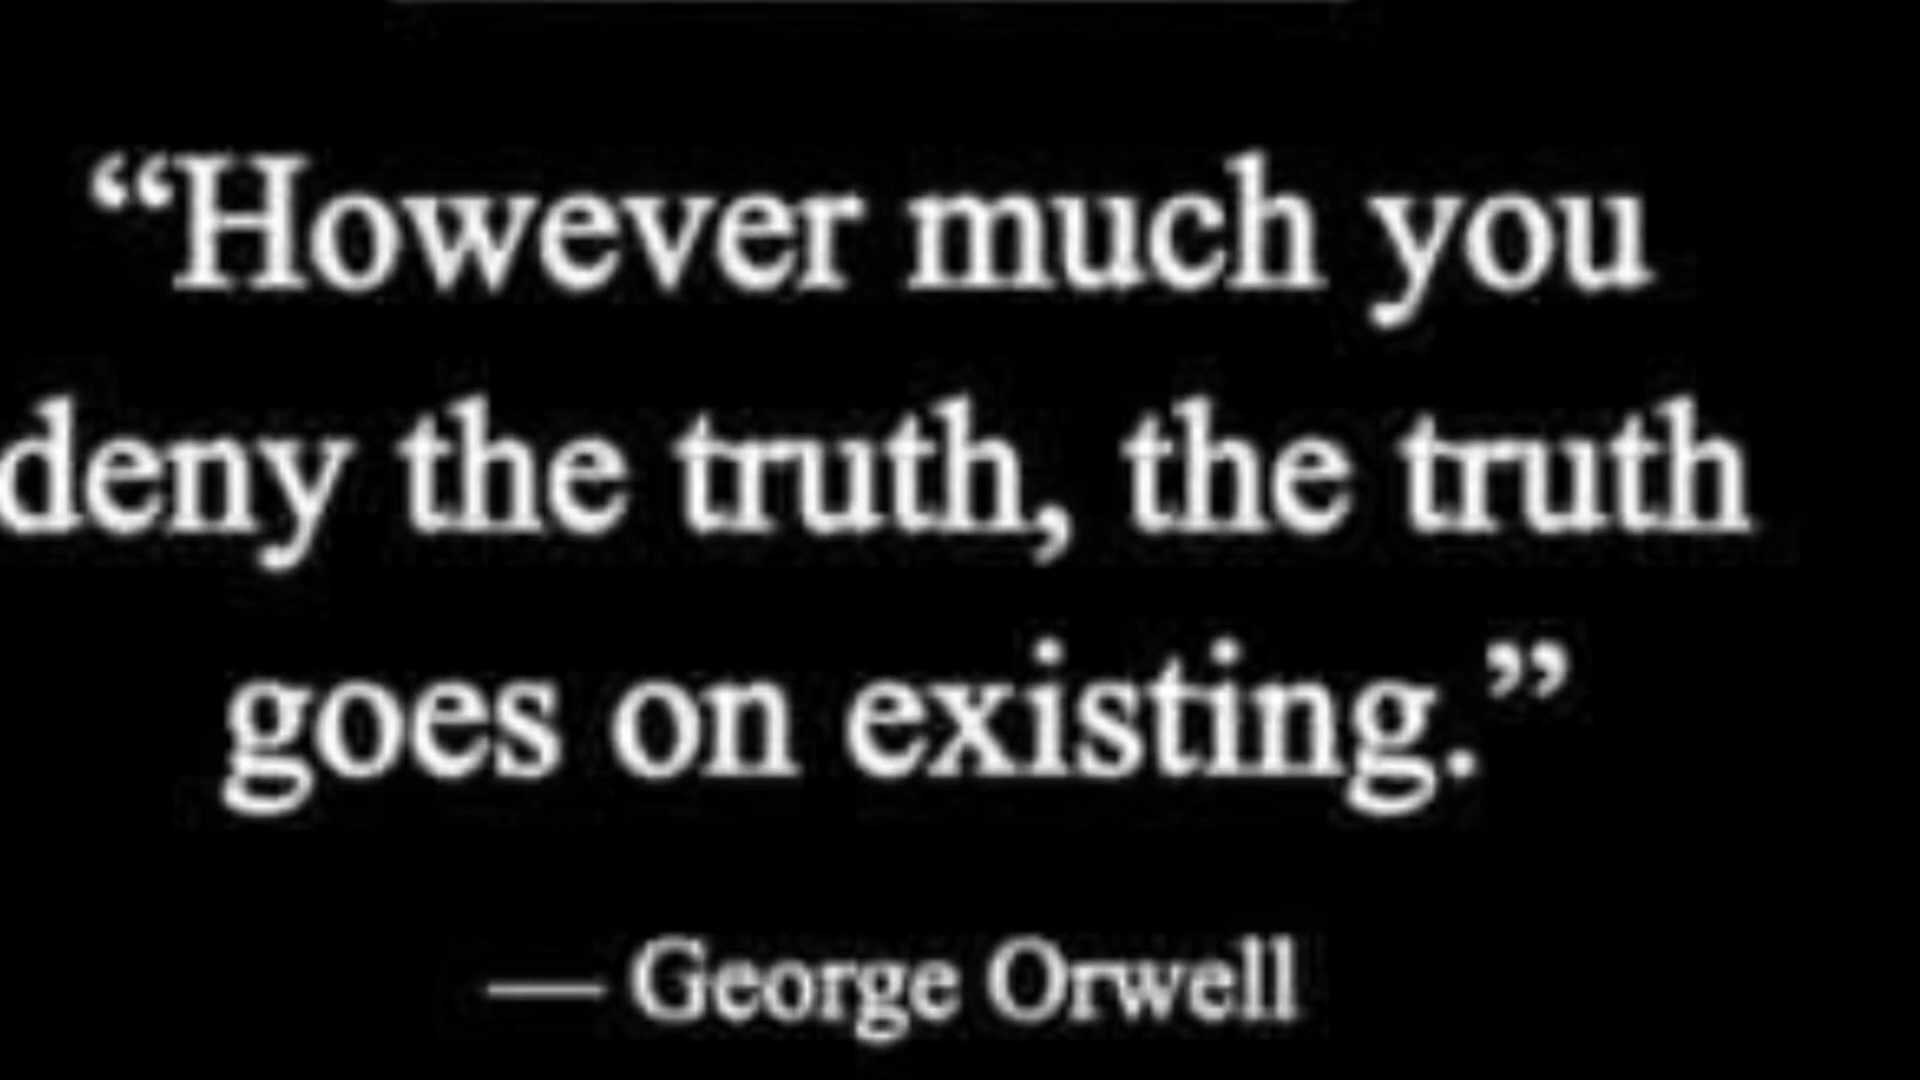 “However much you
deny the truth, the truth
goes on existing.”
— George Orwell